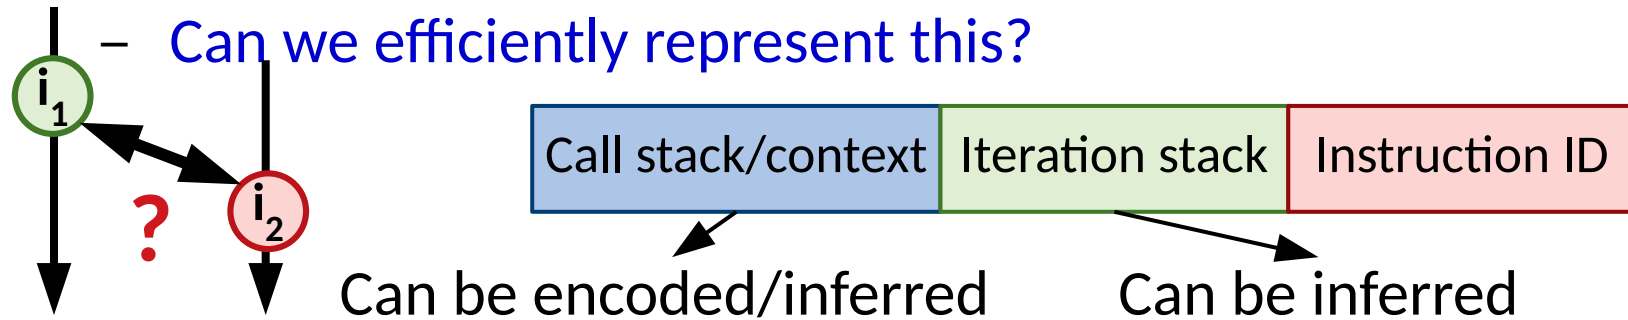 – Can we efficiently represent this?
i1
Call stack/context Iteration stack Instruction ID
? i2
Can be encoded/inferred Can be inferred